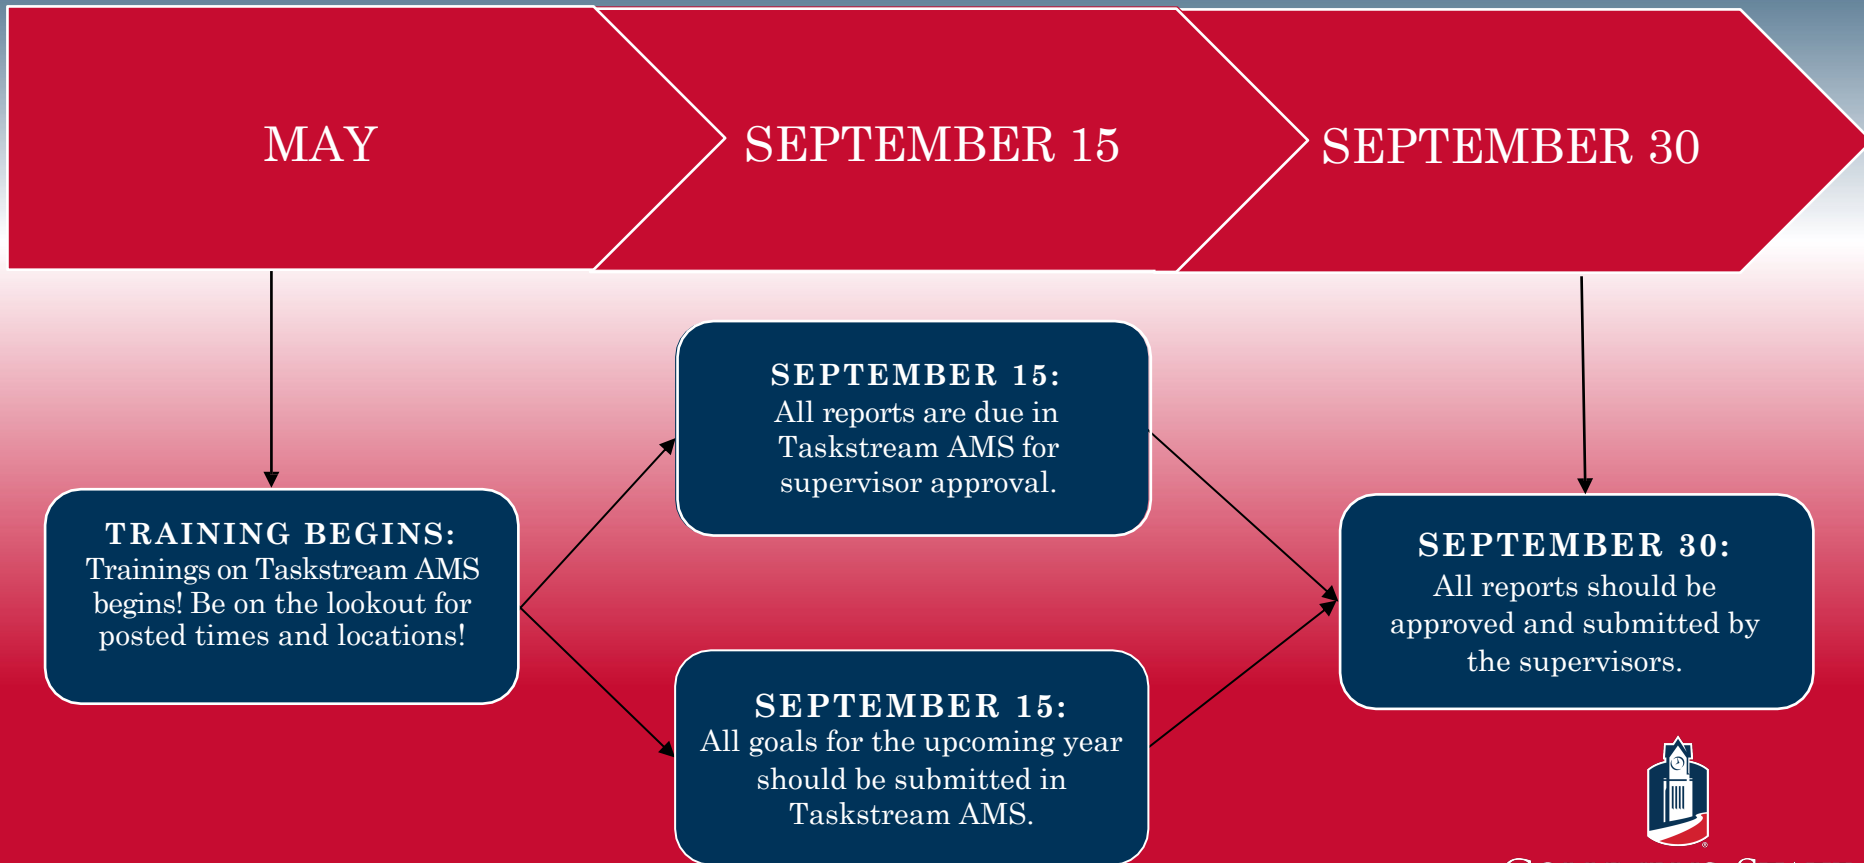 MAY
SEPTEMBER 15
SEPTEMBER 30
TRAINING BEGINS:
Trainings on Taskstream AMS
begins! Be on the lookout for
posted times and locations!
SEPTEMBER 15:
All reports are due in
Taskstream AMS for
supervisor approval.
SEPTEMBER 15:
All goals for the upcoming year
should be submitted in
Taskstream AMS.
SEPTEMBER 30:
All reports should be
approved and submitted by
the supervisors.